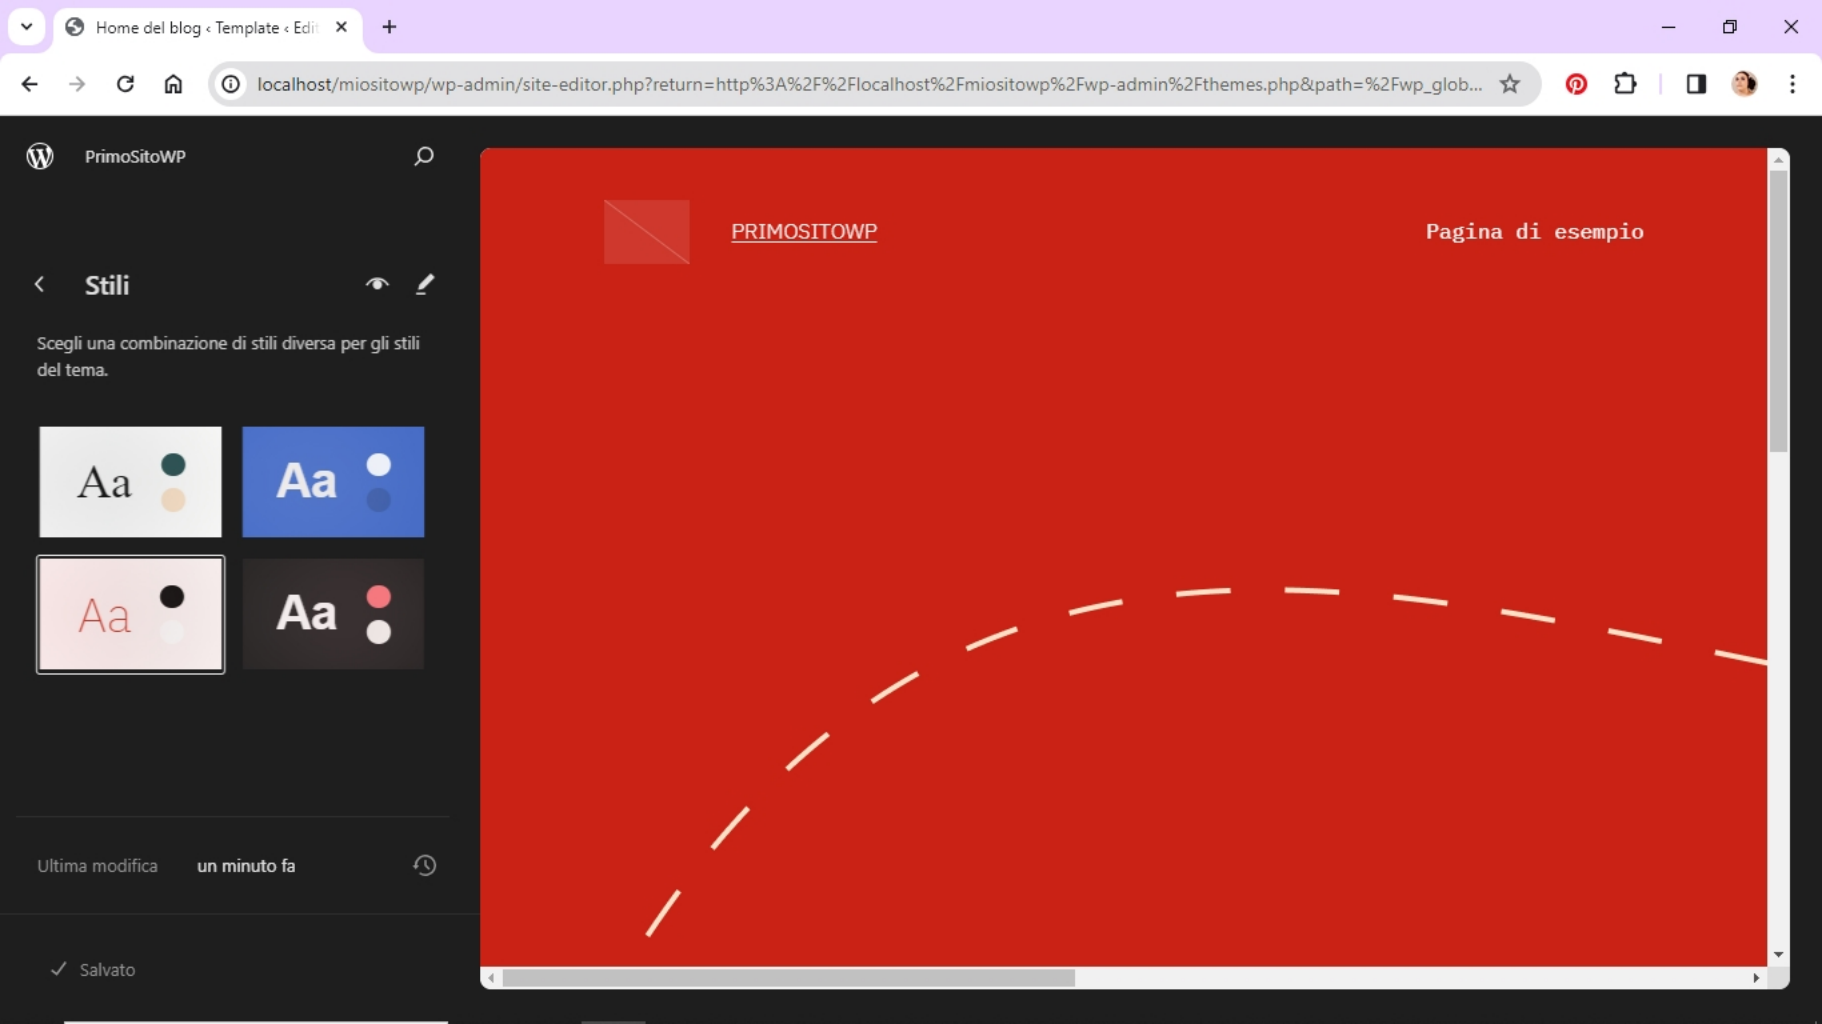 Home del blog ‹ Template ‹ Edit
localhost/miositowp/wp-admin/site-editor.php?return=http%3A%2F%2Flocalhost%2Fmiositowp%2Fwp-admin%2Fthemes.php&path=%2Fwp_glob...
PrimoSitoWP
PRIMOSITOWP
Pagina di esempio
Stili
Scegli una combinazione di stili diversa per gli stili
del tema.
Aa
Aa
Aa
Aa
Ultima modifica un minuto fa
Salvato